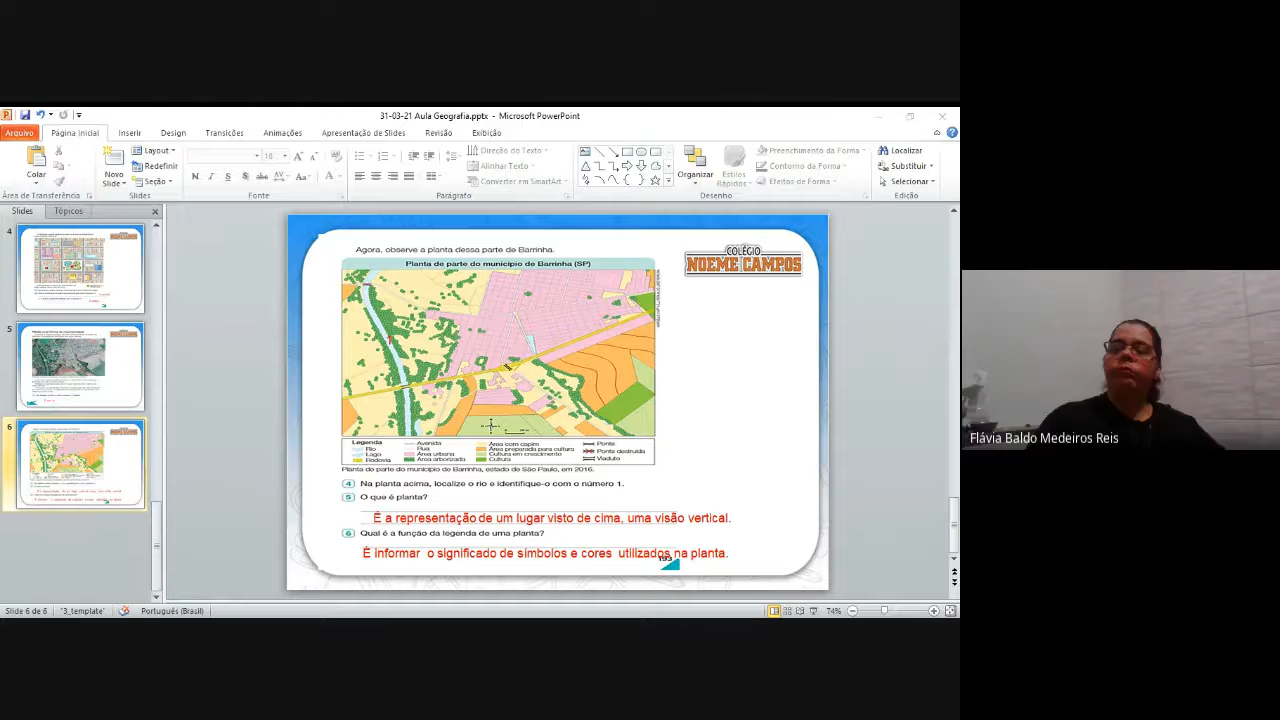 31-03-21 Aula Geografia.pptx - Microsoft PowerPoint
Arquivo Página Inicial Inserir Design Transições Animações Apresentação de Slides Revisão Exibição
Colar
Novo Slide
Layout
Redefinir
Seção
18
Direção do Texto
Alinhar Texto
Converter em SmartArt
Organizar
Estilos Rápidos
Preenchimento da Forma
Contorno da Forma
Efeitos de Forma
Localizar
Substituir
Selecionar
Área de Transferência Slides Fonte Parágrafo Desenho Edição
Slides Tópicos
4
5
6
Agora, observe a planta dessa parte de Barrinha.
COLÉGIO
NOEME CAMPOS
Planta de parte do município de Barrinha (SP)
Legenda
Rio
Lago
Rodovia
Avenida
Rua
Área urbana
Área arborizada
Área com capim
Área preparada para cultura
Cultura em crescimento
Cultura
Ponte
Ponte destruída
Viaduto
Planta de parte do município de Barrinha, estado de São Paulo, em 2016.
4 Na planta acima, localize o rio e identifique-o com o número 1.
5 O que é planta?
É a representação de um lugar visto de cima, uma visão vertical.
6 Qual é a função da legenda de uma planta?
É informar o significado de símbolos e cores utilizados na planta.
193
Slide 6 de 6 "3_template" Português (Brasil) 74%
Flávia Baldo Medeiros Reis